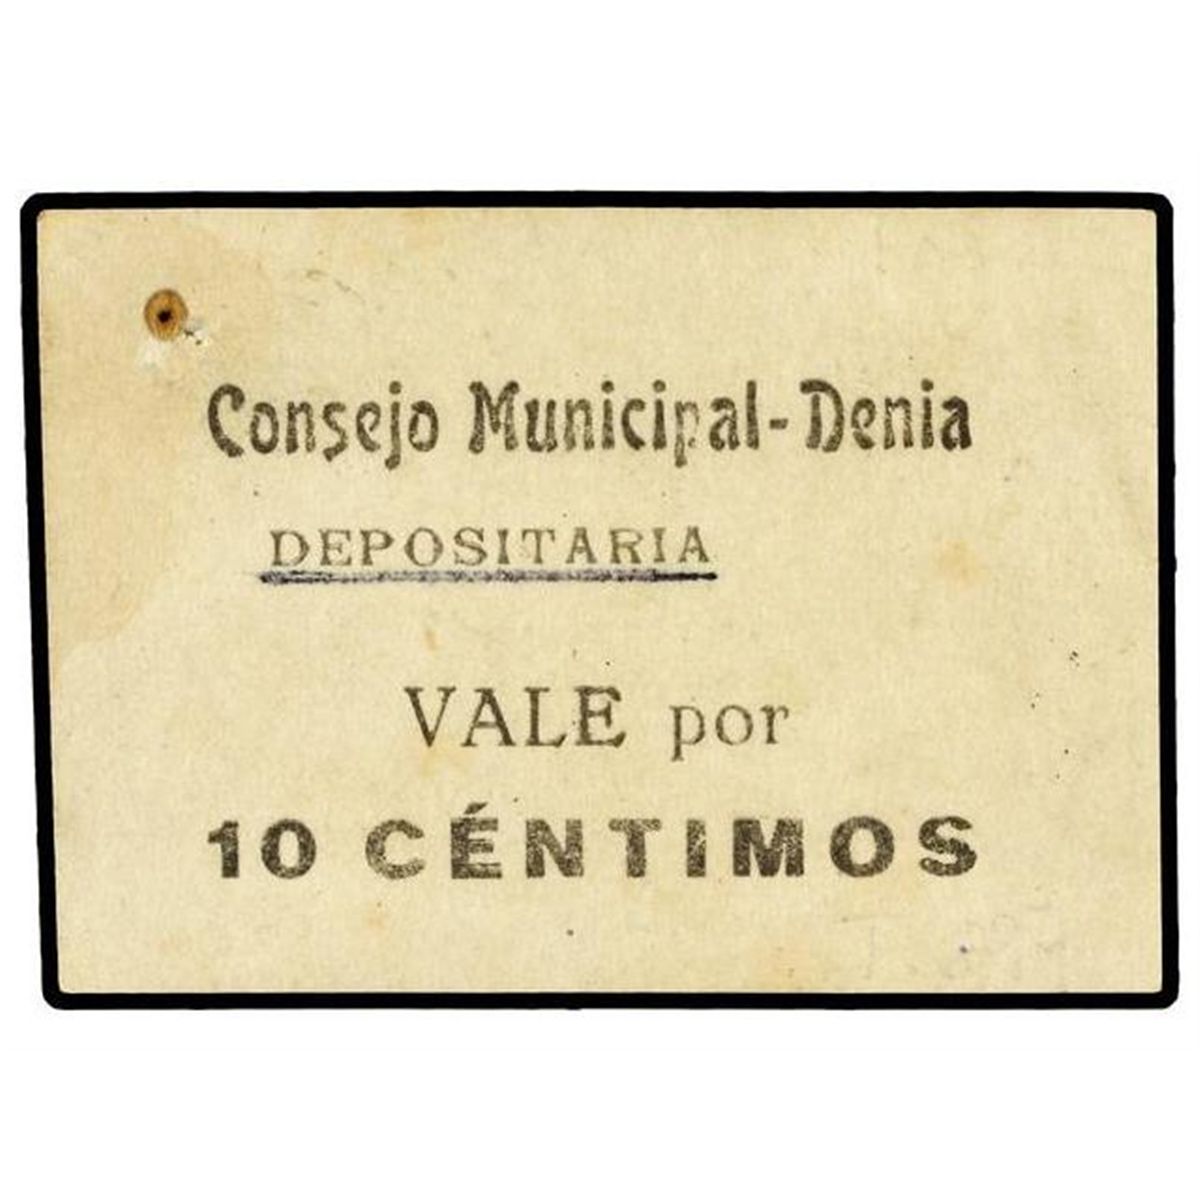 Consejo Municipal-Denia
DEPOSITARIA
VALE por
10 CÉNTIMOS